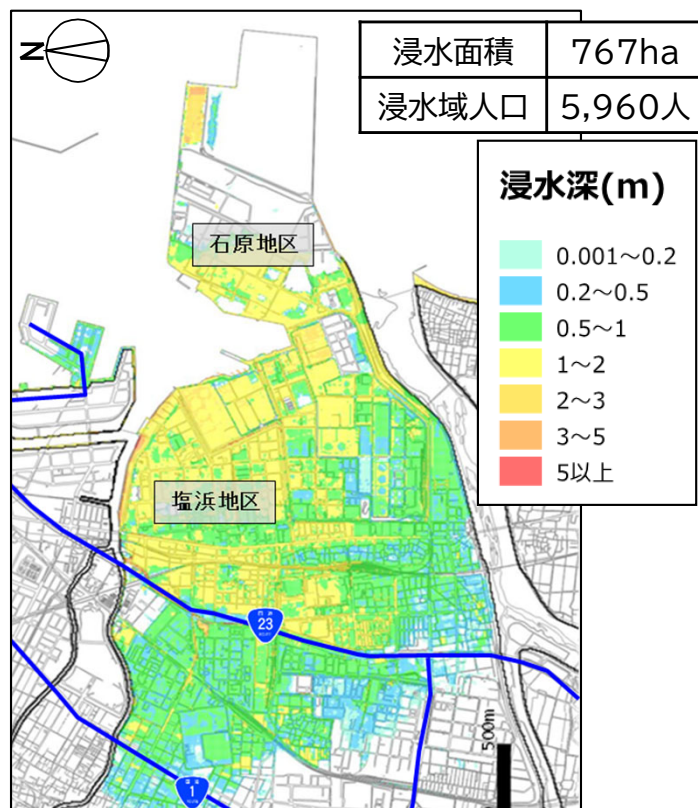 N
浸水面積 767ha
浸水域人口 5,960人
浸水深(m)
0.001～0.2
0.2～0.5
0.5～1
1～2
2～3
3～5
5以上
石原地区
塩浜地区
23
1
500m